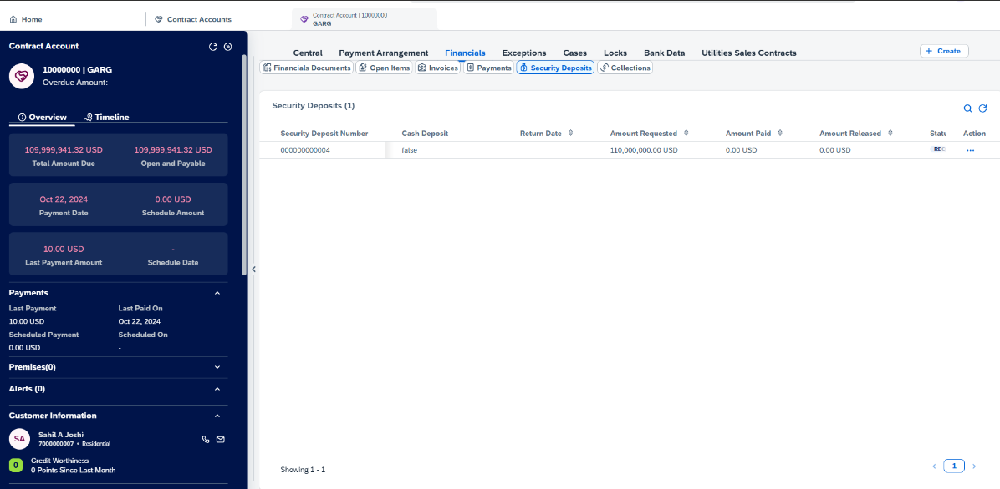 Home
Contract Accounts
Contract Account | 10000000
GARG
Contract Account
10000000 | GARG
Overdue Amount:
Overview Timeline
109,999,941.32 USD 109,999,941.32 USD
Total Amount Due Open and Payable
Oct 22, 2024 0.00 USD
Payment Date Schedule Amount
10.00 USD -
Last Payment Amount Schedule Date
Payments
Last Payment Last Paid On
10.00 USD Oct 22, 2024
Scheduled Payment Scheduled On
0.00 USD -
Premises(0)
Alerts (0)
Customer Information
SA
Sahil A Joshi
7000000007 • Residential
0
Credit Worthiness
0 Points Since Last Month
Central Payment Arrangement Financials Exceptions Cases Locks Bank Data Utilities Sales Contracts
+ Create
Financials Documents Open Items Invoices Payments Security Deposits Collections
Security Deposits (1)
Security Deposit Number Cash Deposit Return Date Amount Requested Amount Paid Amount Released Statu Action
000000000004 false 110,000,000.00 USD 0.00 USD 0.00 USD REC ...
Showing 1 - 1
1